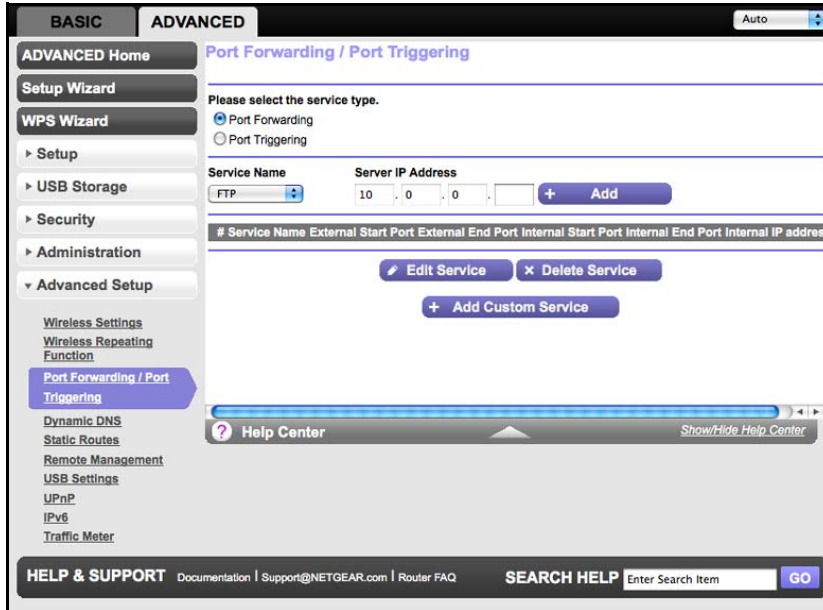 BASIC ADVANCED Auto
ADVANCED Home
Setup Wizard
WPS Wizard
Setup
USB Storage
Security
Administration
Advanced Setup
Wireless Settings
Wireless Repeating
Function
Port Forwarding / Port
Triggering
Dynamic DNS
Static Routes
Remote Management
USB Settings
UPnP
IPv6
Traffic Meter
Port Forwarding / Port Triggering
Please select the service type.
Port Forwarding
Port Triggering
Service Name Server IP Address
FTP 10 . 0 . 0 . + Add
# Service Name External Start Port External End Port Internal Start Port Internal End Port Internal IP addres
Edit Service × Delete Service
+ Add Custom Service
? Help Center Show/Hide Help Center
HELP & SUPPORT Documentation | Support@NETGEAR.com | Router FAQ SEARCH HELP Enter Search Item GO